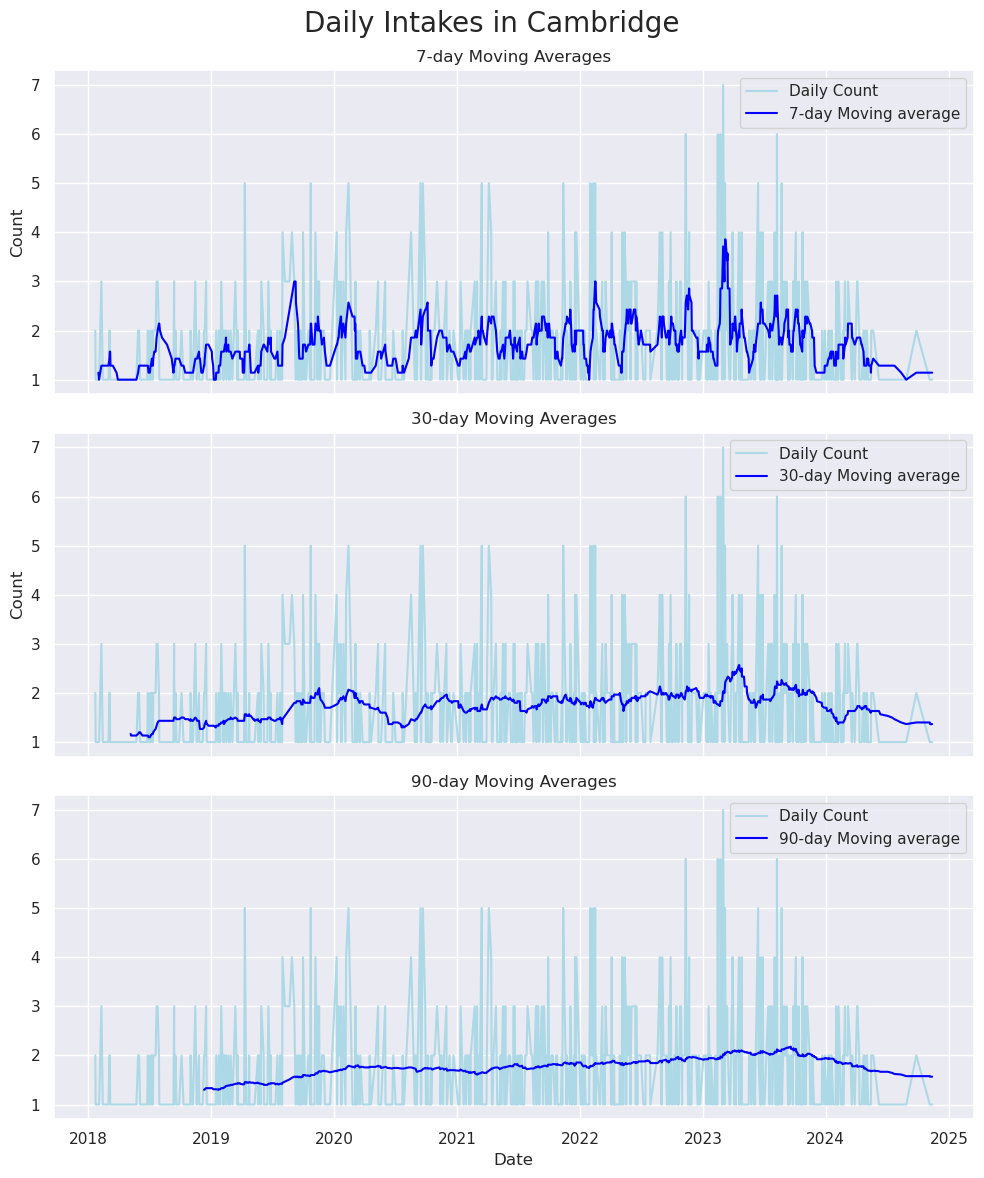 Daily Intakes in Cambridge
7-day Moving Averages
Daily Count
7-day Moving average
7
6
5
4
3
2
1
Count
30-day Moving Averages
Daily Count
30-day Moving average
7
6
5
4
3
2
1
Count
90-day Moving Averages
Daily Count
90-day Moving average
7
6
5
4
3
2
1
2018 2019 2020 2021 2022 2023 2024 2025
Date